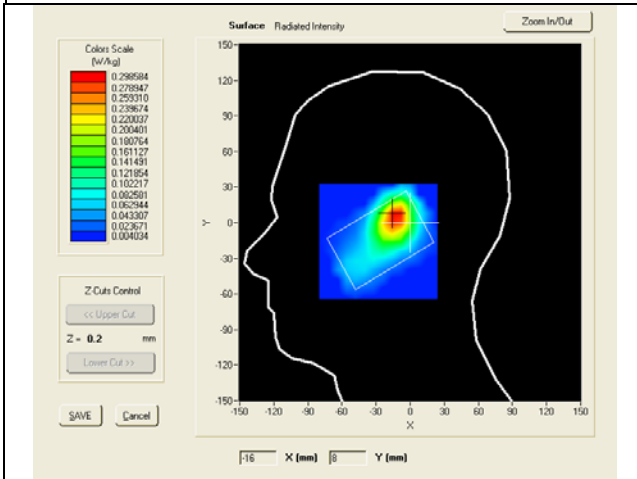 Surface Radiated Intensity
Zoom In/Out
Colors Scale
(W/kg)
0.298584
0.278947
0.259310
0.239674
0.220037
0.200401
0.180764
0.161127
0.141491
0.121854
0.102217
0.082581
0.062944
0.043307
0.023671
0.004034
150
120
90
60
30
0
-30
-60
-90
-120
-150
Y
-150 -120 -90 -60 -30 0 30 60 90 120 150
X
Z-Cuts Control
<< Upper Cut
Z = 0.2 mm
Lower Cut >>
SAVE Cancel
-16 X (mm) 8 Y (mm)